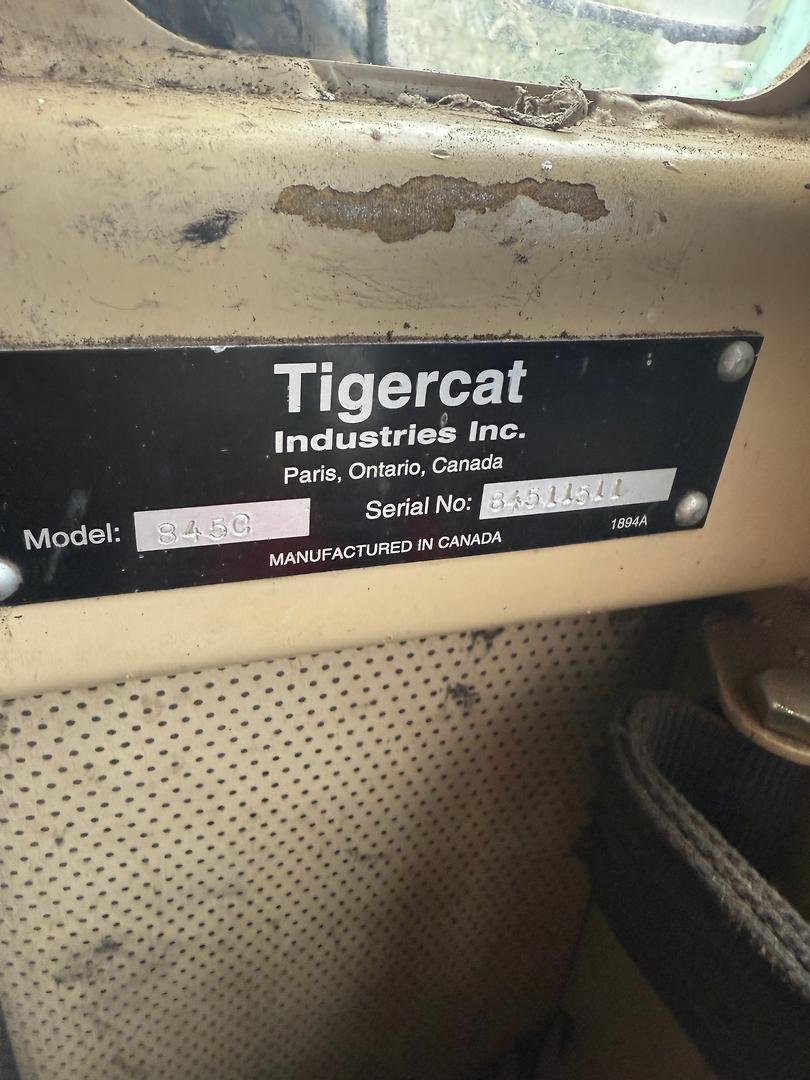 Tigercat
Industries Inc.
Paris, Ontario, Canada
Model: 845C
Serial No: 84511511
1894A
MANUFACTURED IN CANADA